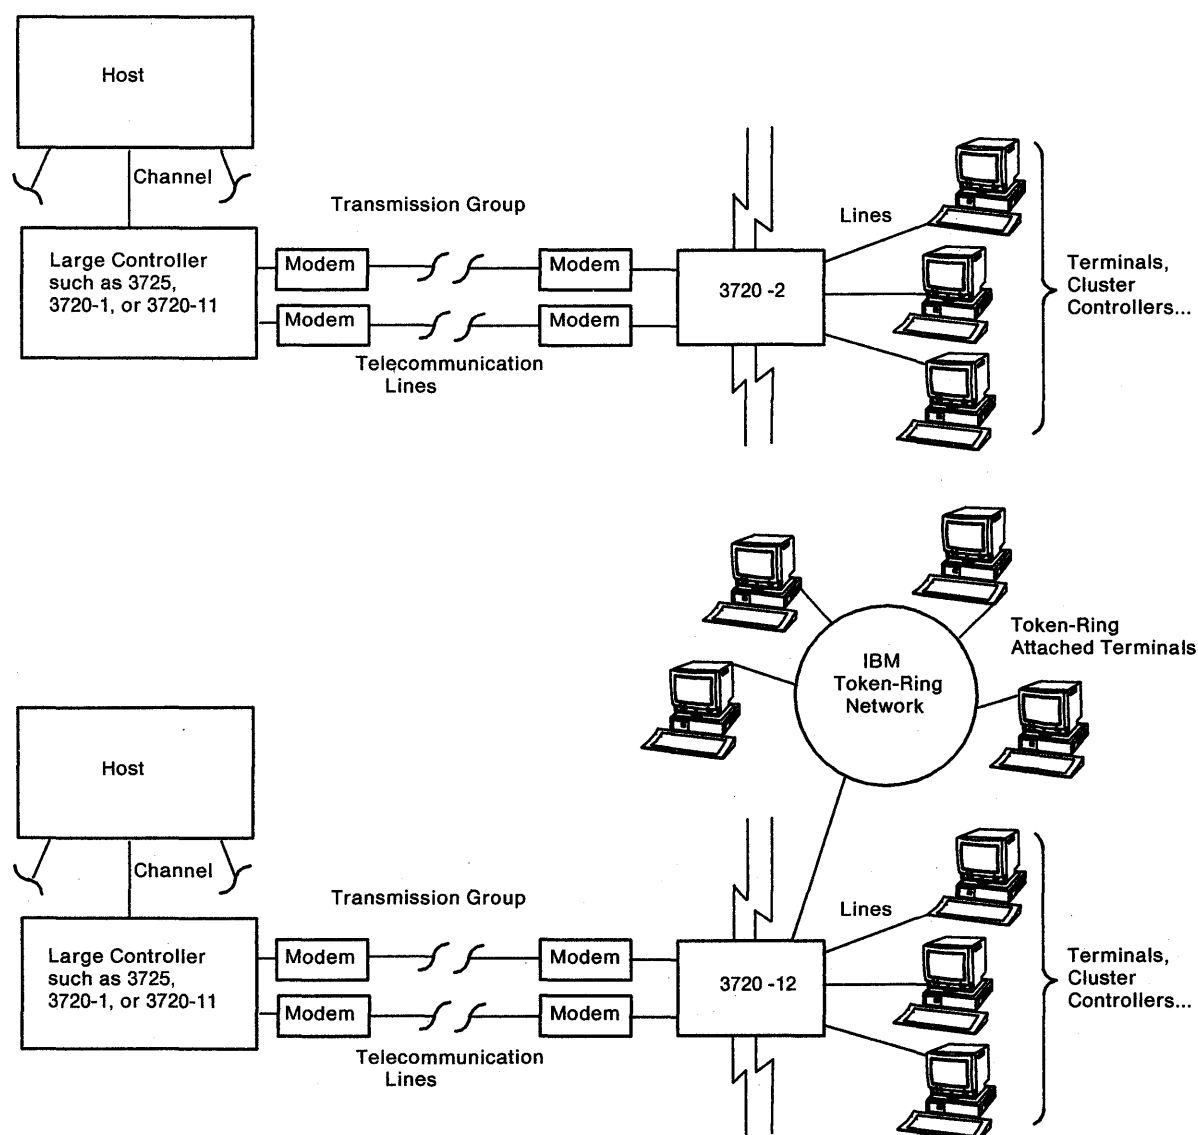 Host
Channel
Transmission Group
Lines
Large Controller
such as 3725,
3720-1, or 3720-11
Modem
Modem
Modem
Modem
3720 -2
Terminals,
Cluster
Controllers...
Telecommunication
Lines
IBM
Token-Ring
Network
Token-Ring
Attached Terminals
Host
Channel
Transmission Group
Lines
Large Controller
such as 3725,
3720-1, or 3720-11
Modem
Modem
Modem
Modem
3720 -12
Terminals,
Cluster
Controllers...
Telecommunication
Lines